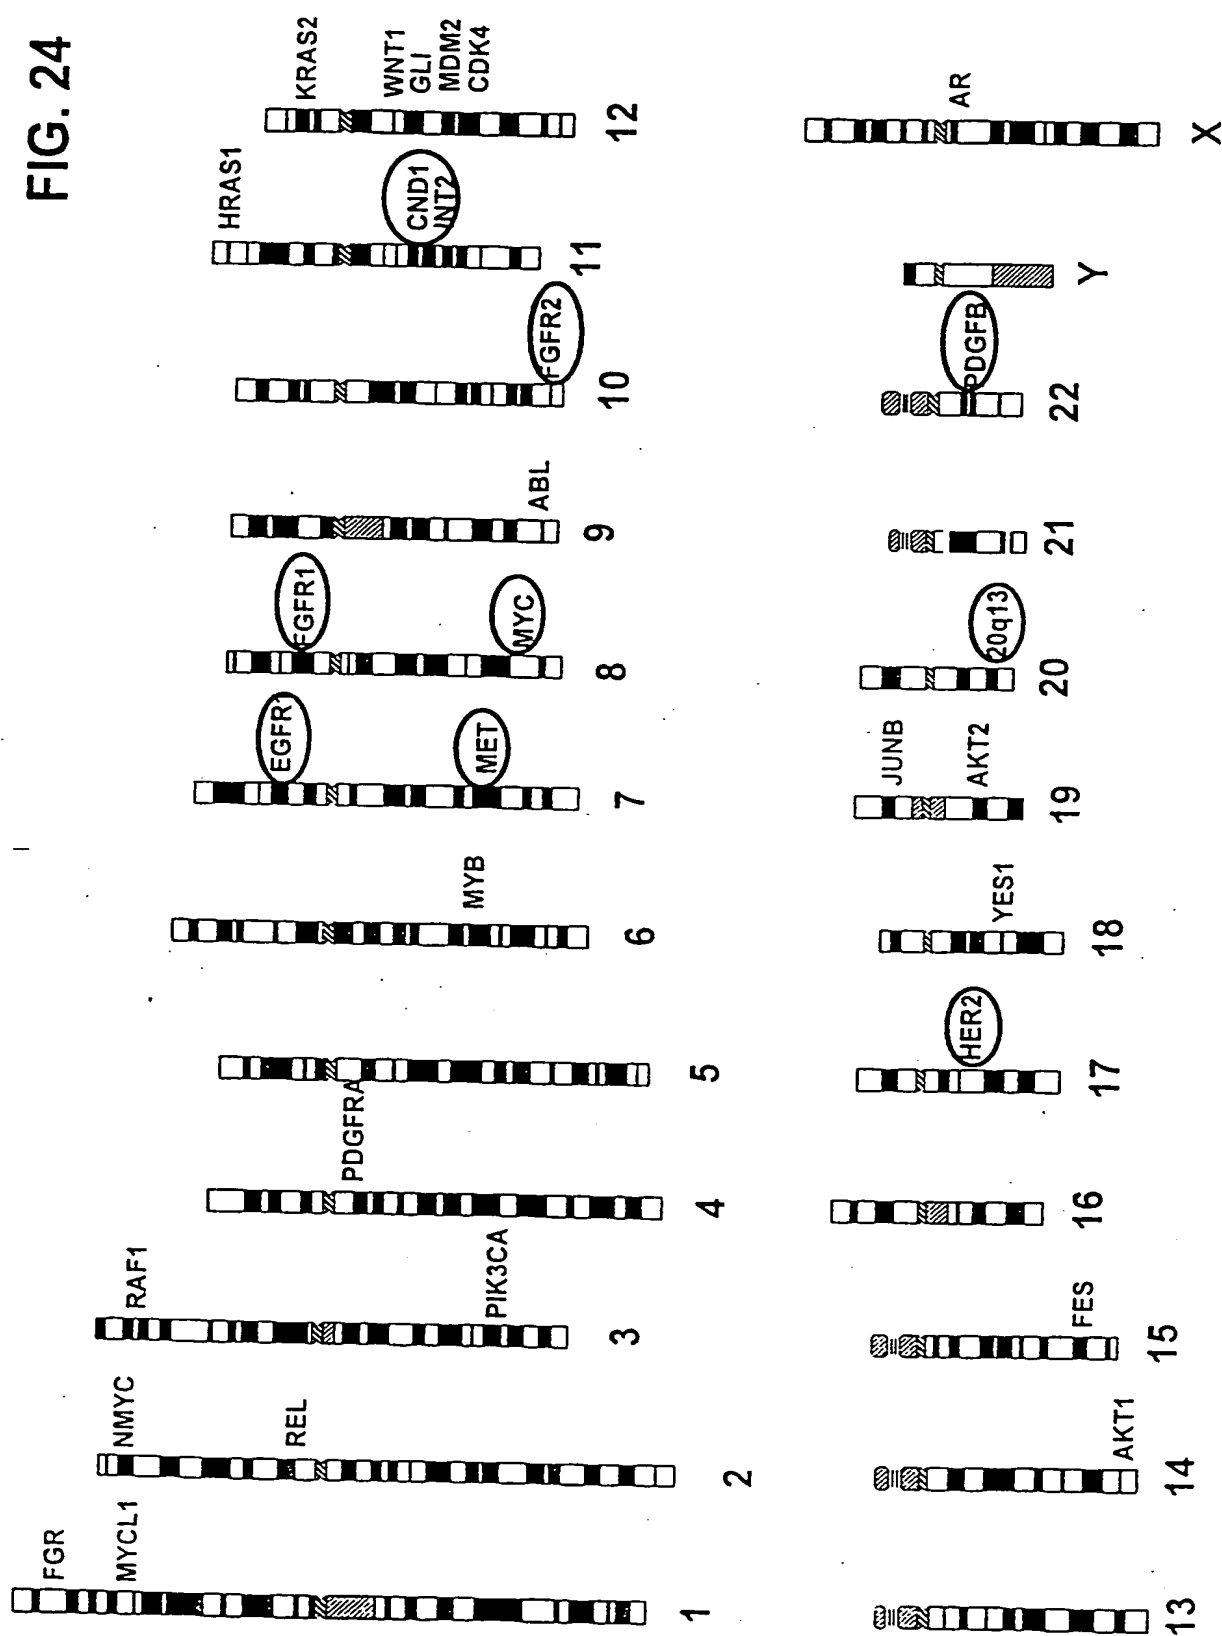 FIG. 24
FGR
MYCL1
1
NMYC
REL
2
RAF1
PIK3CA
3
PDGFRA
4
5
MYB
6
EGFR
MET
7
FGFR1
MYC
8
ABL
9
FGFR2
10
HRAS1
CND1
INT2
11
KRAS2
WNT1
GLI
MDM2
CDK4
12
13
AKT1
14
FES
15
16
HER2
17
YES1
18
JUNB
AKT2
19
20q13
20
21
PDGFB
22
Y
AR
X